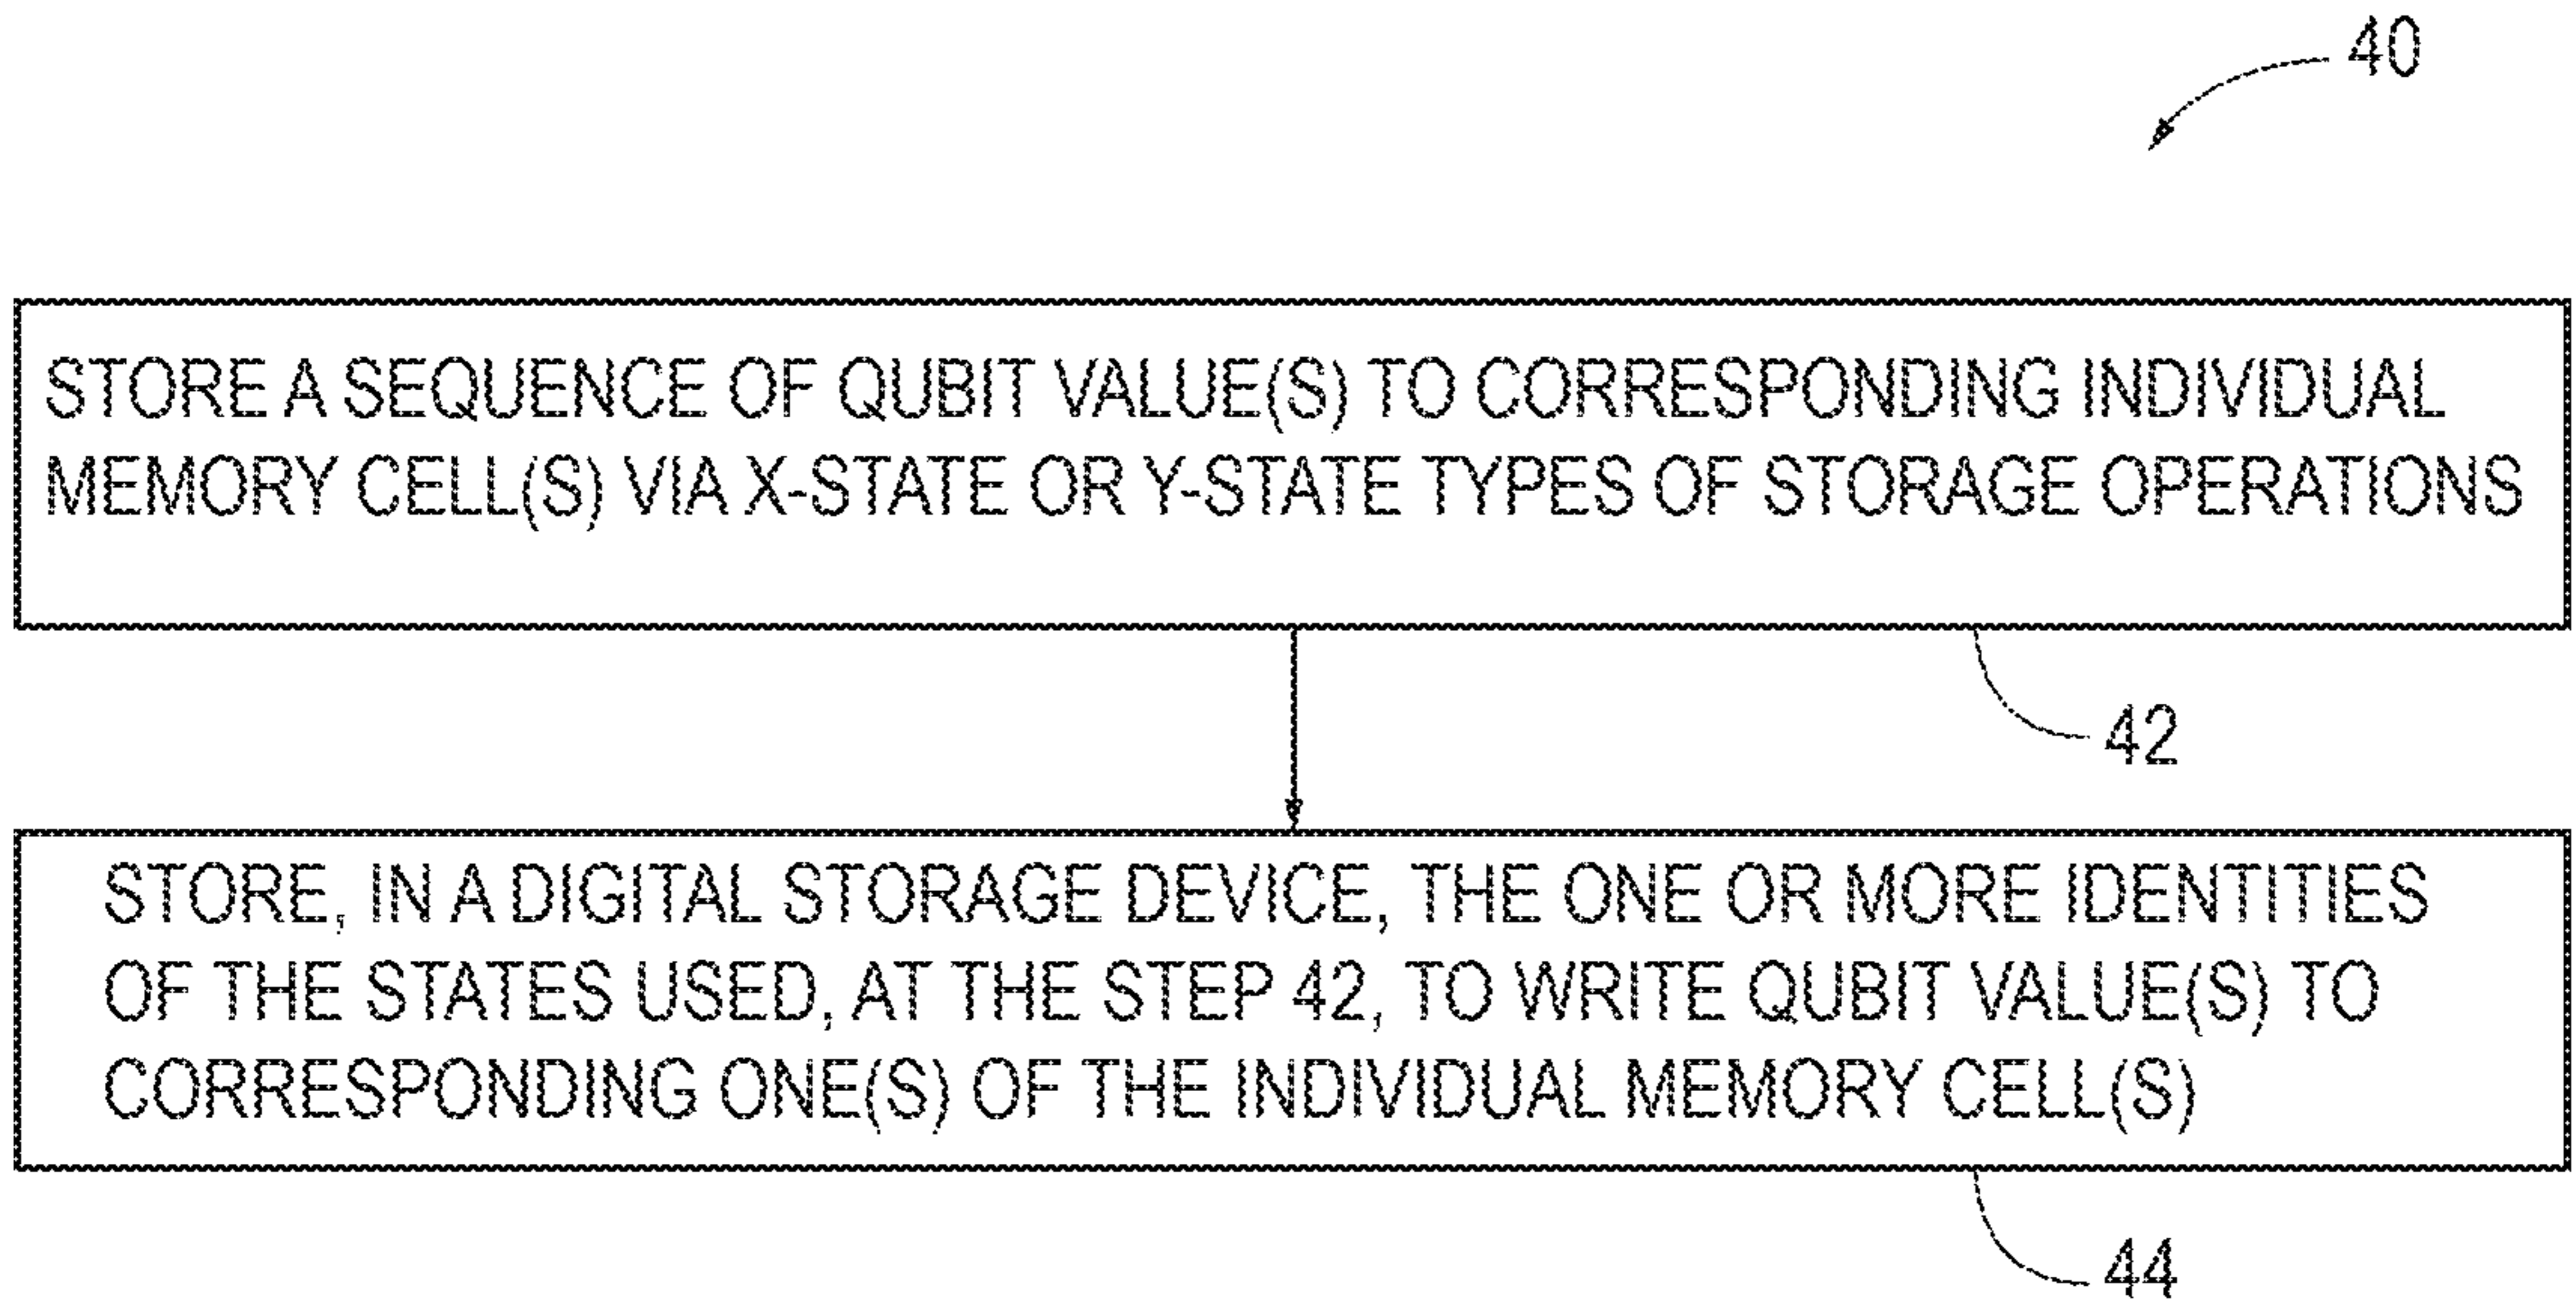 40
STORE A SEQUENCE OF QUBIT VALUE(S) TO CORRESPONDING INDIVIDUAL
MEMORY CELL(S) VIA X-STATE OR Y-STATE TYPES OF STORAGE OPERATIONS
42
STORE, IN A DIGITAL STORAGE DEVICE, THE ONE OR MORE IDENTITIES
OF THE STATES USED, AT THE STEP 42, TO WRITE QUBIT VALUE(S) TO
CORRESPONDING ONE(S) OF THE INDIVIDUAL MEMORY CELL(S)
44